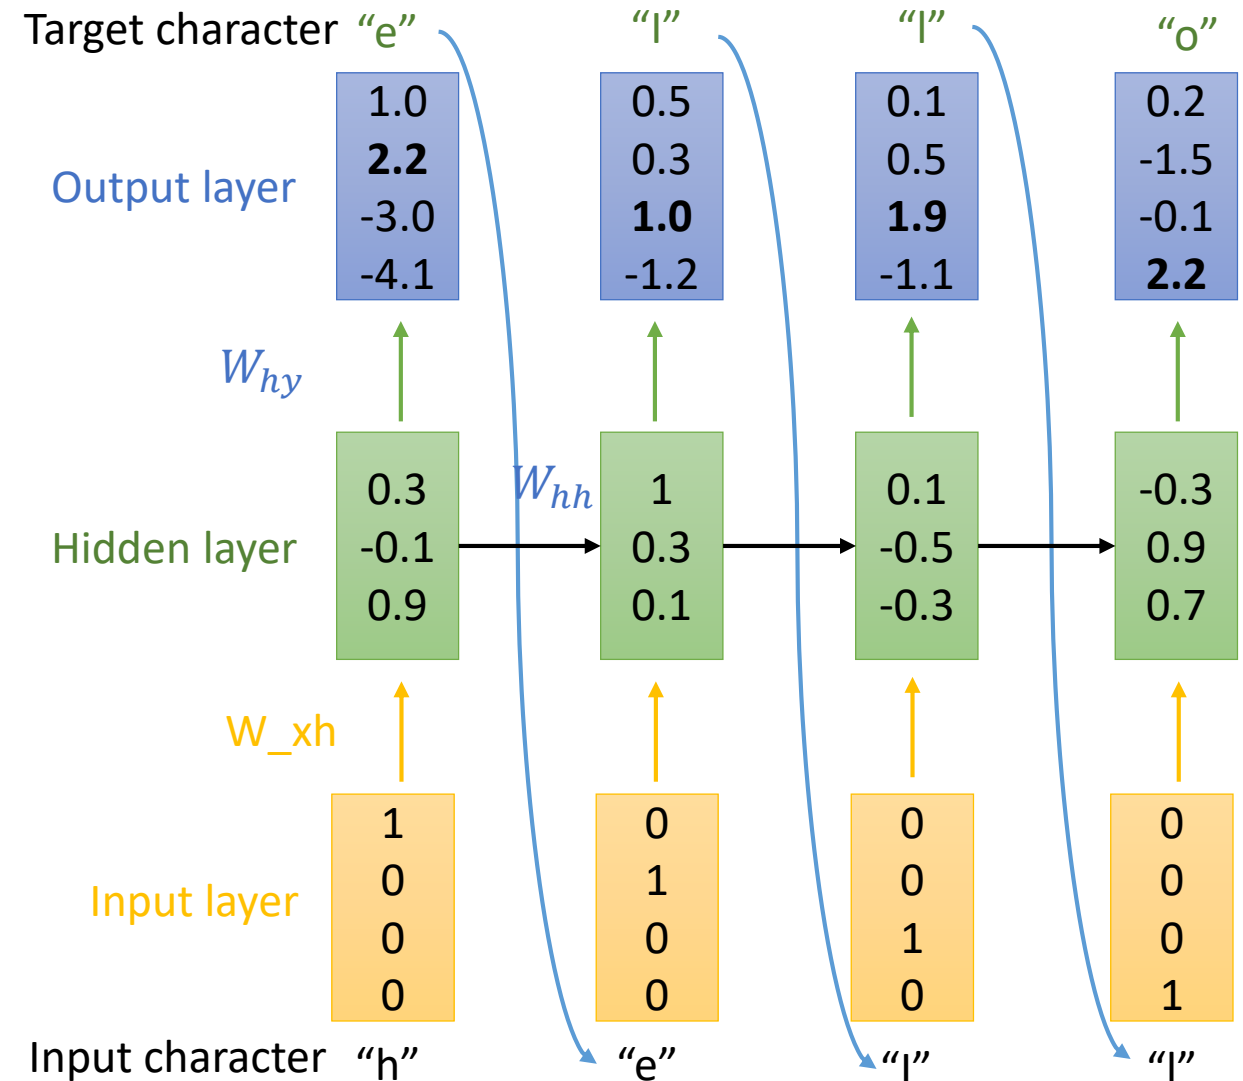 Target character “e” “l” “l” “o”
Output layer
1.0 0.5 0.1 0.2
2.2 0.3 0.5 -1.5
-3.0 1.0 1.9 -0.1
-4.1 -1.2 -1.1 2.2
W_{hy}
W_{hh}
Hidden layer
0.3 1 0.1 -0.3
-0.1 0.3 -0.5 0.9
0.9 0.1 -0.3 0.7
W_xh
Input layer
1 0 0 0
0 1 0 0
0 0 1 0
0 0 0 1
Input character “h” “e” “l” “l”